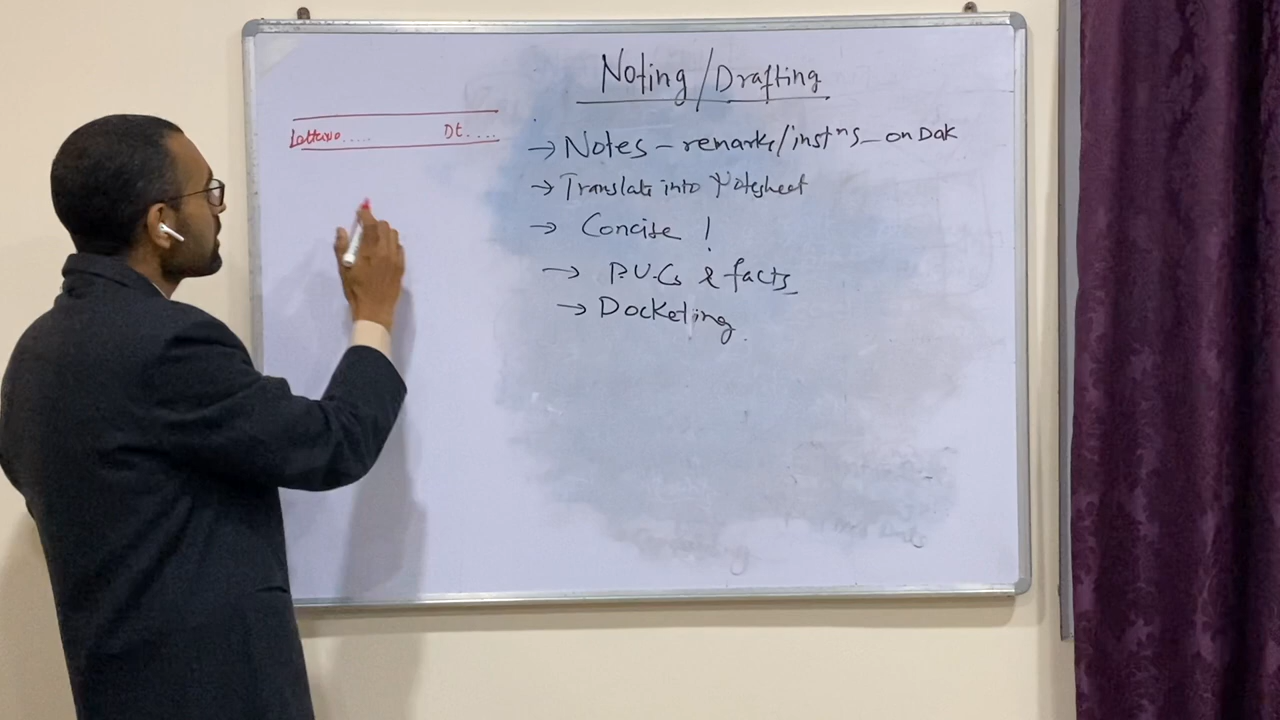 Noting/Drafting
Letter No..... Dt.....
→ Notes - remarks/instⁿs - on Dak
→ Translate into Notesheet
→ Concise !
→ P.U.Cs & facts
→ Docketing.